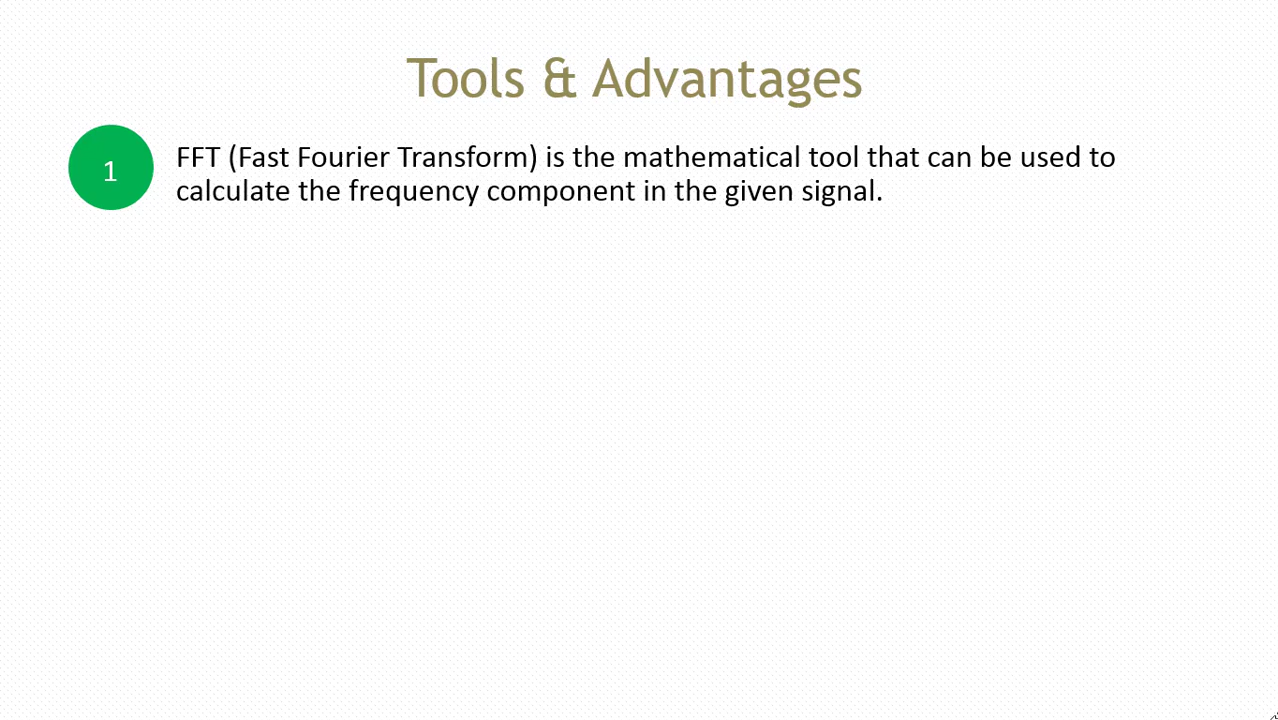 Tools & Advantages
1
FFT (Fast Fourier Transform) is the mathematical tool that can be used to
calculate the frequency component in the given signal.